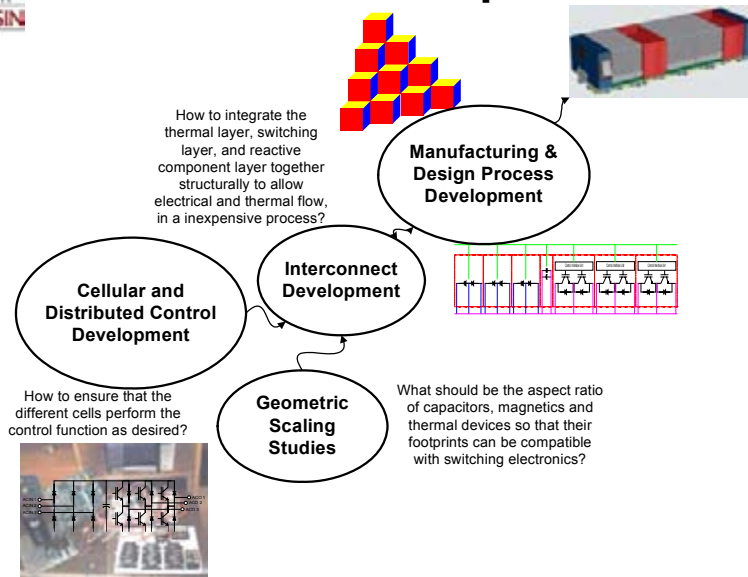 SIN
How to integrate the
thermal layer, switching
layer, and reactive
component layer together
structurally to allow
electrical and thermal flow,
in a inexpensive process?
Manufacturing &
Design Process
Development
Interconnect
Development
Cellular and
Distributed Control
Development
Geometric
Scaling
Studies
How to ensure that the
different cells perform the
control function as desired?
What should be the aspect ratio
of capacitors, magnetics and
thermal devices so that their
footprints can be compatible
with switching electronics?